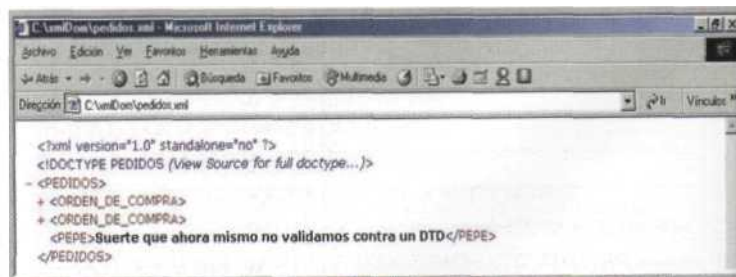 C:\xmlDom\pedidos.xml - Microsoft Internet Explorer
Archivo Edición Ver Favoritos Herramientas Ayuda
Atrás Búsqueda Favoritos Multimedia
Dirección C:\xmlDom\pedidos.xml Ir Vínculos
<?xml version="1.0" standalone="no" ?>
<!DOCTYPE PEDIDOS (View Source for full doctype...)>
- <PEDIDOS>
+ <ORDEN_DE_COMPRA>
+ <ORDEN_DE_COMPRA>
<PEPE>Suerte que ahora mismo no validamos contra un DTD</PEPE>
</PEDIDOS>